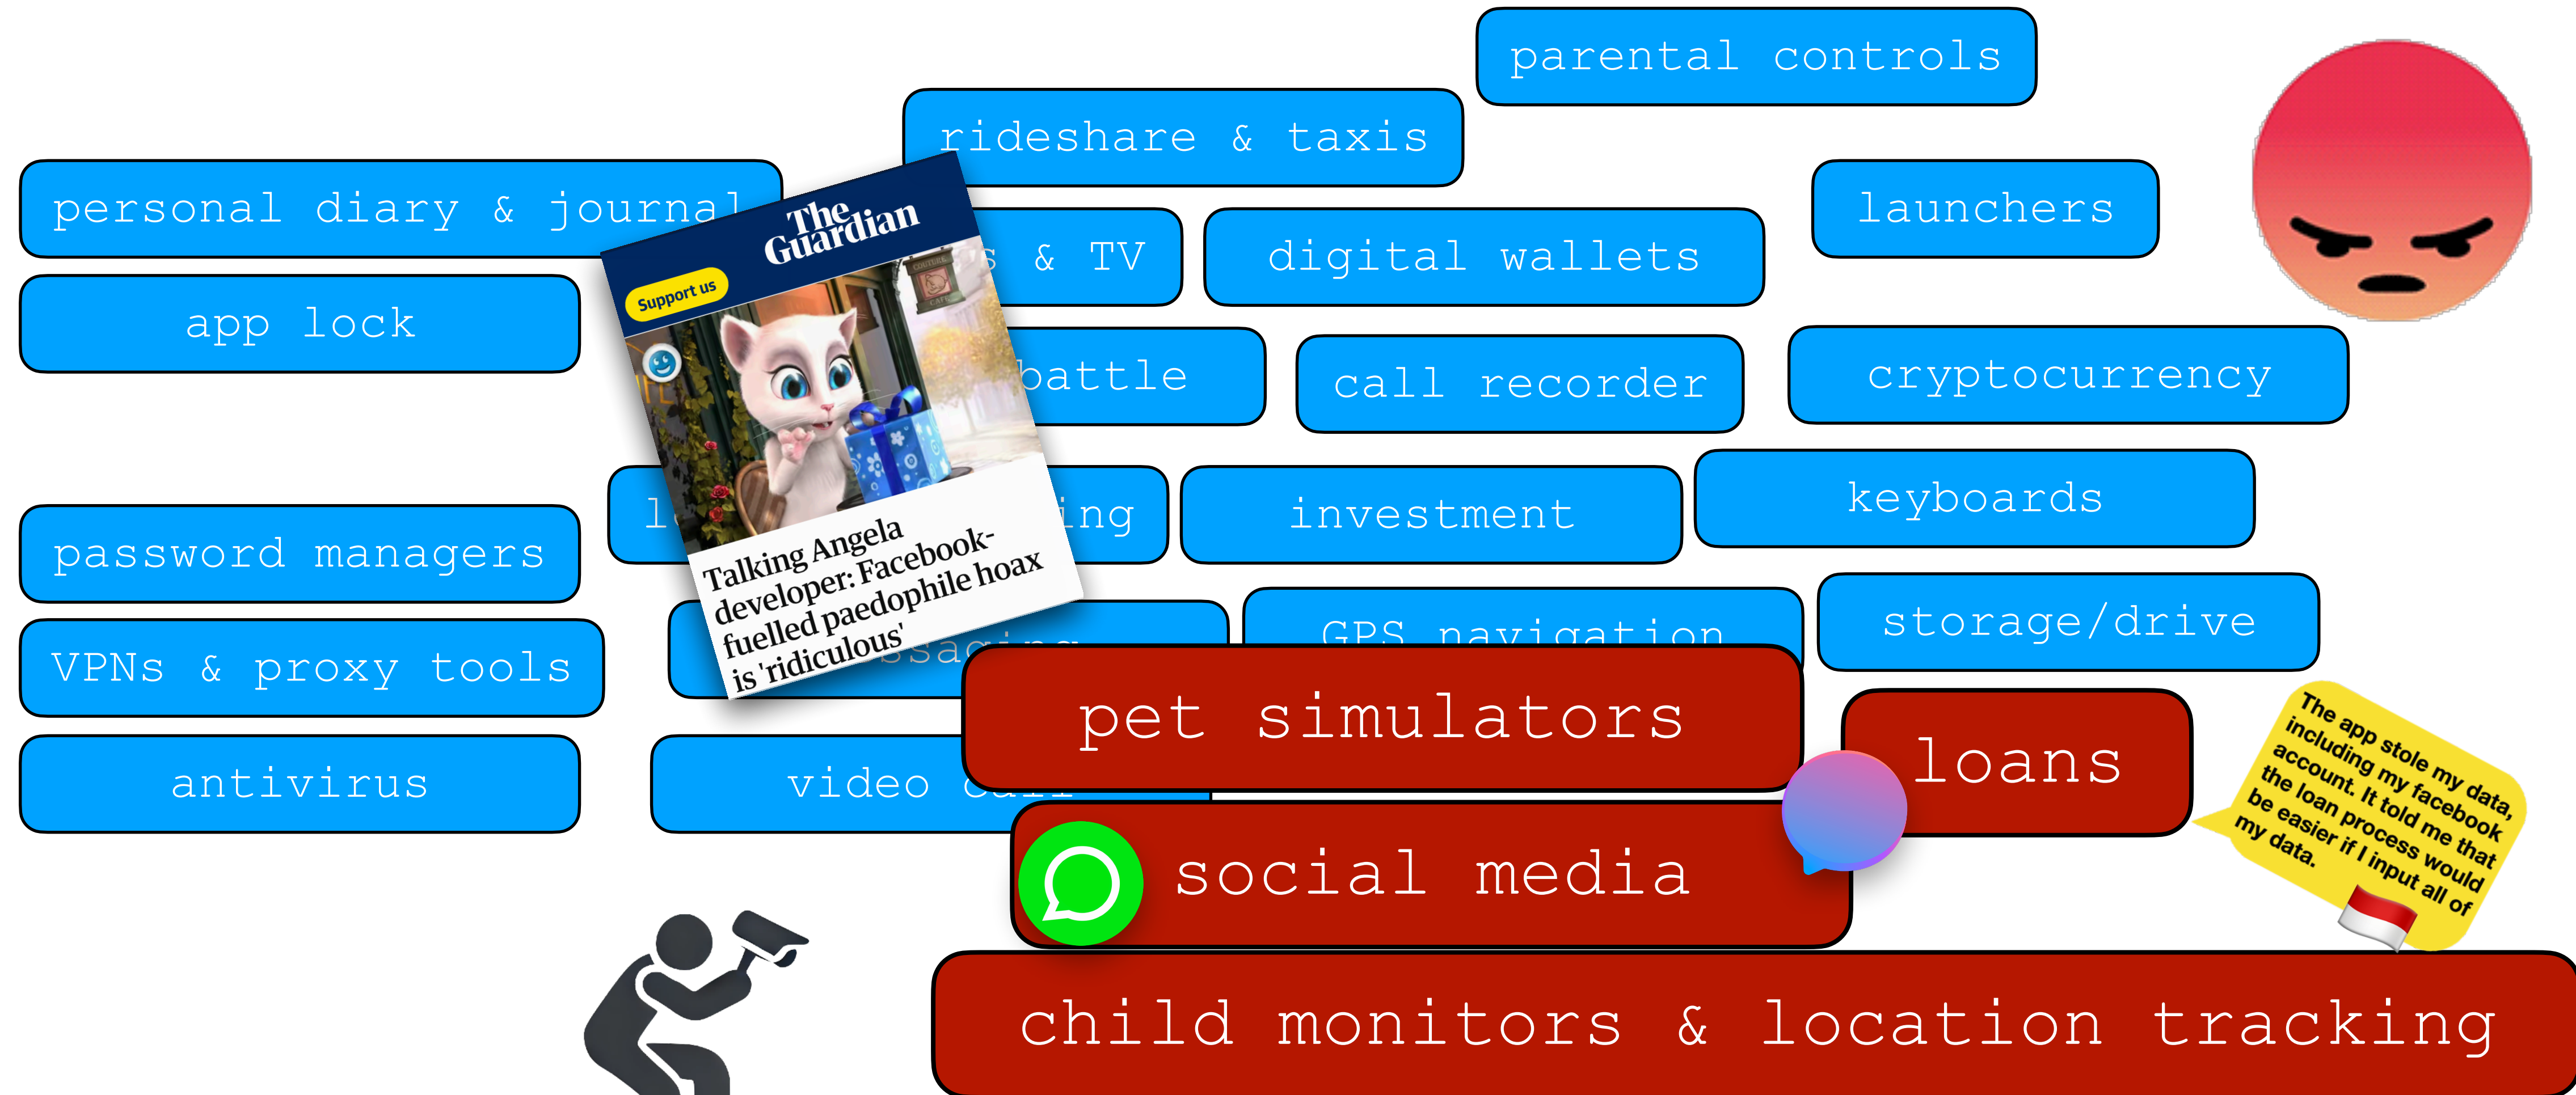 parental controls
rideshare & taxis
personal diary & journal
launchers
The
Guardian
Support us
& TV
digital wallets
app lock
battle
call recorder
cryptocurrency
keyboards
investment
password managers
Talking Angela
developer: Facebook-
fuelled paedophile hoax
is 'ridiculous'
GPS navigation
storage/drive
VPNs & proxy tools
pet simulators
loans
antivirus
video call
The app stole my data,
including my facebook
account. It told me that
the loan process would
be easier if I input all of
my data.
social media
child monitors & location tracking